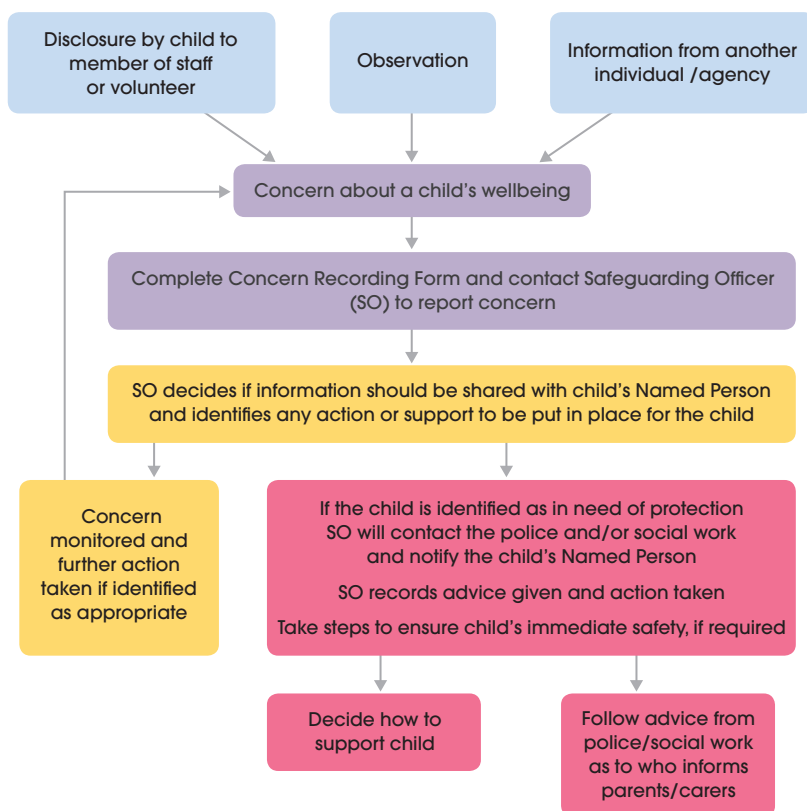 Disclosure by child to
member of staff
or volunteer
Observation
Information from another
individual /agency
Concern about a child's wellbeing
Complete Concern Recording Form and contact Safeguarding Officer
(SO) to report concern
SO decides if information should be shared with child's Named Person
and identifies any action or support to be put in place for the child
Concern
monitored and
further action
taken if identified
as appropriate
If the child is identified as in need of protection
SO will contact the police and/or social work
and notify the child's Named Person
SO records advice given and action taken
Take steps to ensure child's immediate safety, if required
Decide how to
support child
Follow advice from
police/social work
as to who informs
parents/carers